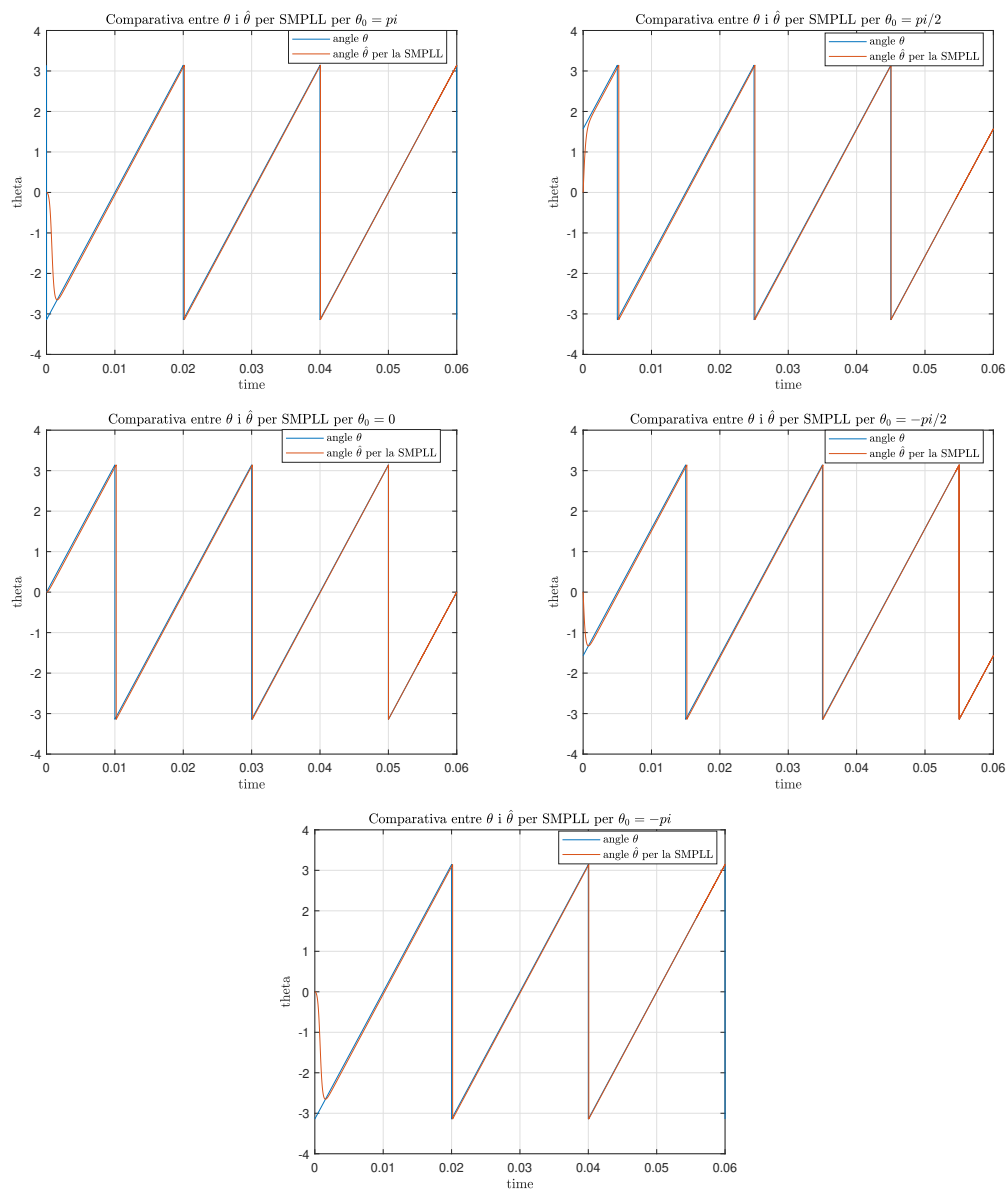 Comparativa entre θ i θ̂ per SMPLL per θ₀ = pi
angle θ
angle θ̂ per la SMPLL
theta
4
3
2
1
0
-1
-2
-3
-4
0 0.01 0.02 0.03 0.04 0.05 0.06
time
Comparativa entre θ i θ̂ per SMPLL per θ₀ = pi/2
angle θ
angle θ̂ per la SMPLL
theta
4
3
2
1
0
-1
-2
-3
-4
0 0.01 0.02 0.03 0.04 0.05 0.06
time
Comparativa entre θ i θ̂ per SMPLL per θ₀ = 0
angle θ
angle θ̂ per la SMPLL
theta
4
3
2
1
0
-1
-2
-3
-4
0 0.01 0.02 0.03 0.04 0.05 0.06
time
Comparativa entre θ i θ̂ per SMPLL per θ₀ = −pi/2
angle θ
angle θ̂ per la SMPLL
theta
4
3
2
1
0
-1
-2
-3
-4
0 0.01 0.02 0.03 0.04 0.05 0.06
time
Comparativa entre θ i θ̂ per SMPLL per θ₀ = −pi
angle θ
angle θ̂ per la SMPLL
theta
4
3
2
1
0
-1
-2
-3
-4
0 0.01 0.02 0.03 0.04 0.05 0.06
time